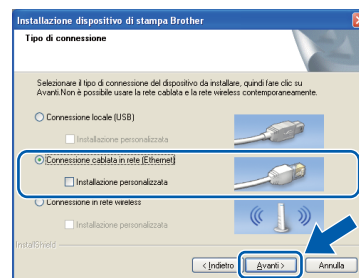 Installazione dispositivo di stampa Brother
Tipo di connessione
Selezionare il tipo di connessione del dispositivo da installare, quindi fare clic su
Avanti.Non è possibile usare la rete cablata e la rete wireless contemporaneamente.
Connessione locale (USB)
Installazione personalizzata
Connessione cablata in rete (Ethernet)
Installazione personalizzata
Connessione in rete wireless
Installazione personalizzata
InstallShield
< Indietro Avanti > Annulla